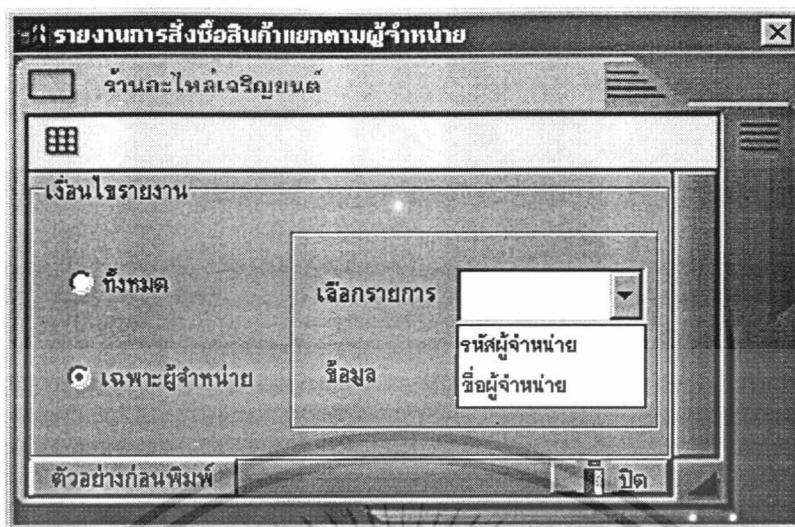 รายงานการสั่งซื้อสินค้าแยกตามผู้จำหน่าย
ร้านอะไหล่เจริญยนต์
เงื่อนไขรายงาน
ทั้งหมด
เลือกรายการ
รหัสผู้จำหน่าย
เฉพาะผู้จำหน่าย
ข้อมูล
ชื่อผู้จำหน่าย
ตัวอย่างก่อนพิมพ์
ปิด